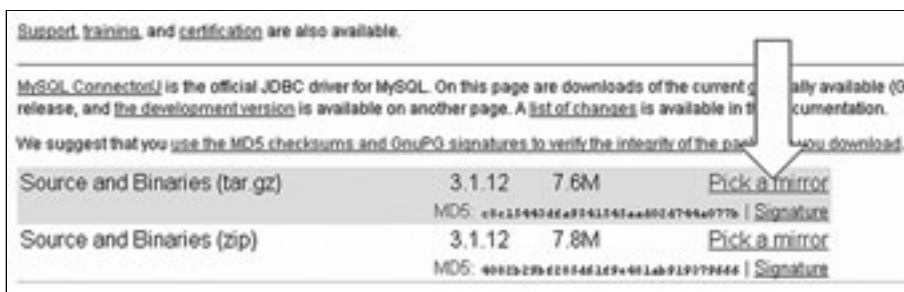 Support, training, and certification are also available.
MySQL Connector/J is the official JDBC driver for MySQL. On this page are downloads of the current g ally available (G
release, and the development version is available on another page. A list of changes is available in th cumentation.
We suggest that you use the MD5 checksums and GnuPG signatures to verify the integrity of the pac you download.
Source and Binaries (tar.gz) 3.1.12 7.6M Pick a mirror
MD5: | Signature
Source and Binaries (zip) 3.1.12 7.8M Pick a mirror
MD5: | Signature